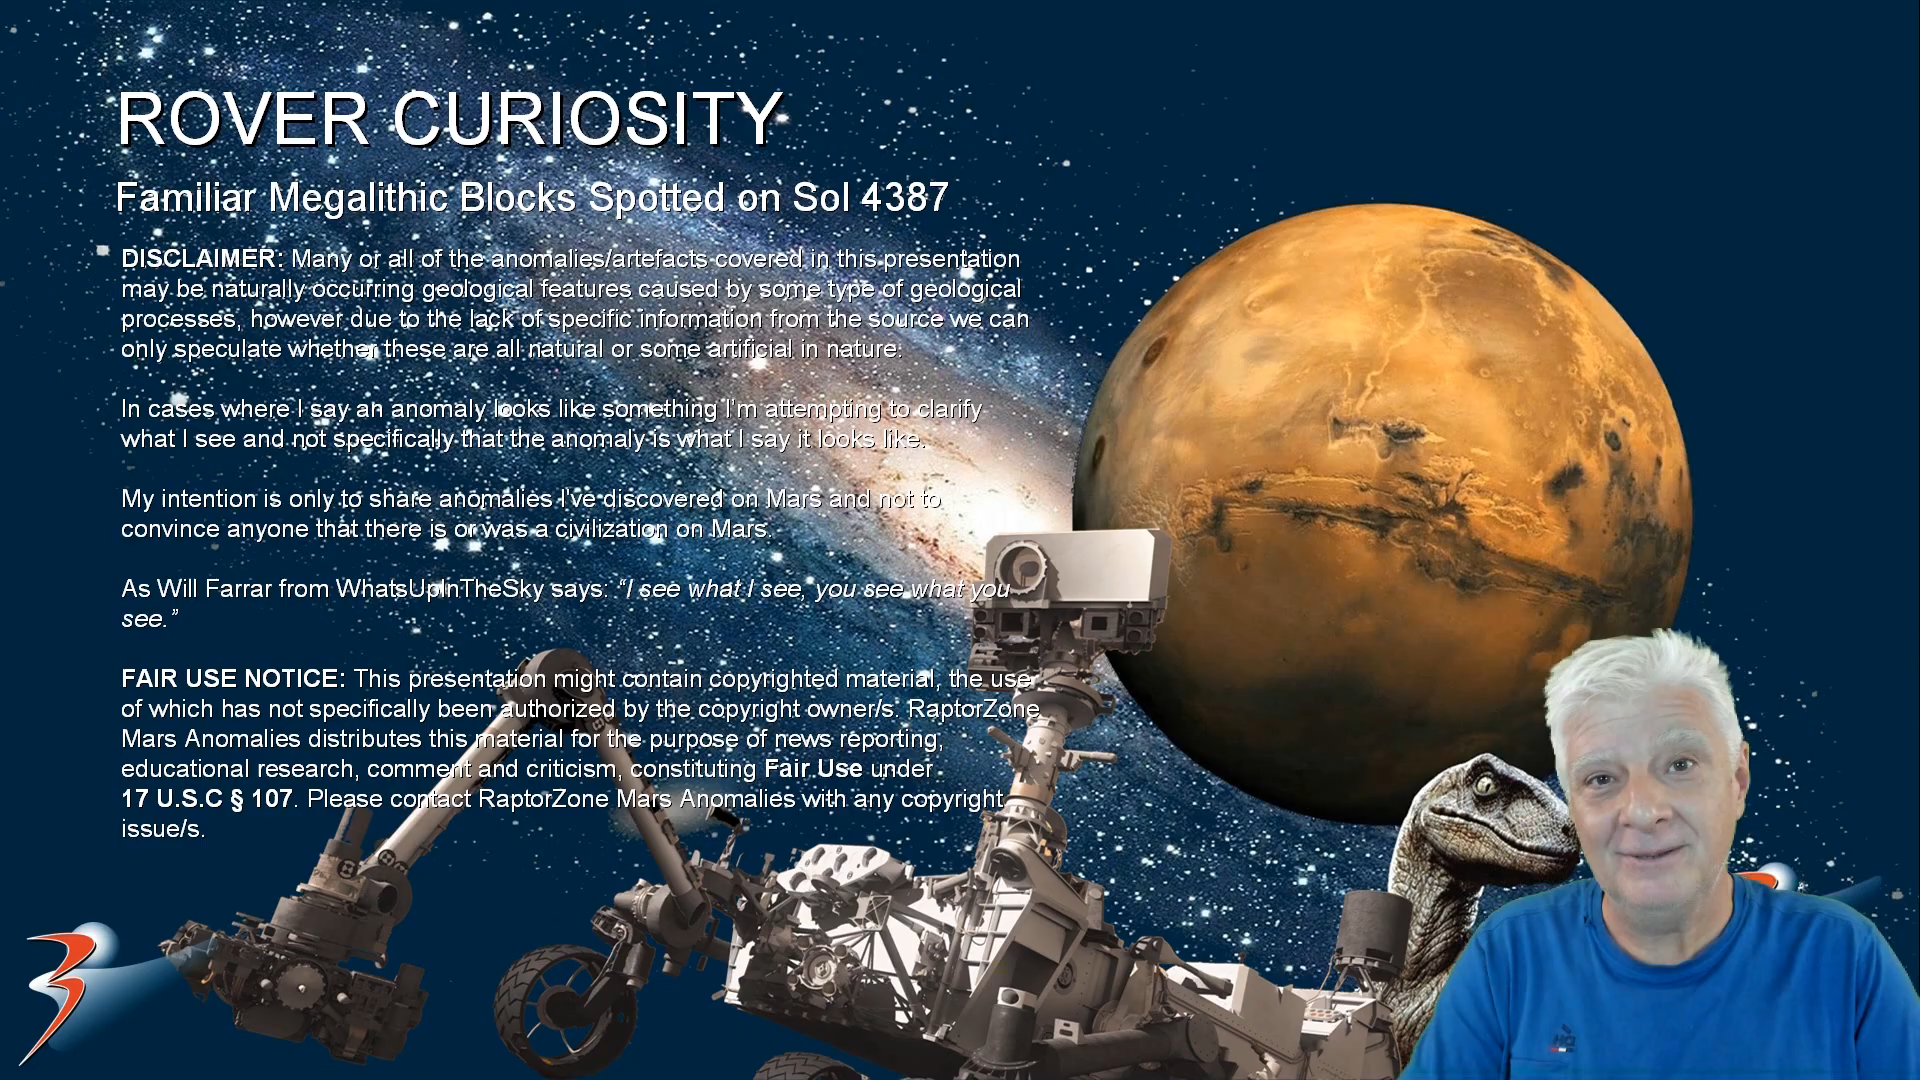 ROVER CURIOSITY
Familiar Megalithic Blocks Spotted on Sol 4387
DISCLAIMER: Many or all of the anomalies/artefacts covered in this presentation
may be naturally occurring geological features caused by some type of geological
processes, however due to the lack of specific information from the source we can
only speculate whether these are all natural or some artificial in nature.
In cases where I say an anomaly looks like something I'm attempting to clarify
what I see and not specifically that the anomaly is what I say it looks like.
My intention is only to share anomalies I've discovered on Mars and not to
convince anyone that there is or was a civilization on Mars.
As Will Farrar from WhatsUpInTheSky says: “I see what I see, you see what you
see.”
FAIR USE NOTICE: This presentation might contain copyrighted material, the use
of which has not specifically been authorized by the copyright owner/s. RaptorZone
Mars Anomalies distributes this material for the purpose of news reporting,
educational research, comment and criticism, constituting Fair Use under
17 U.S.C § 107. Please contact RaptorZone Mars Anomalies with any copyright
issue/s.